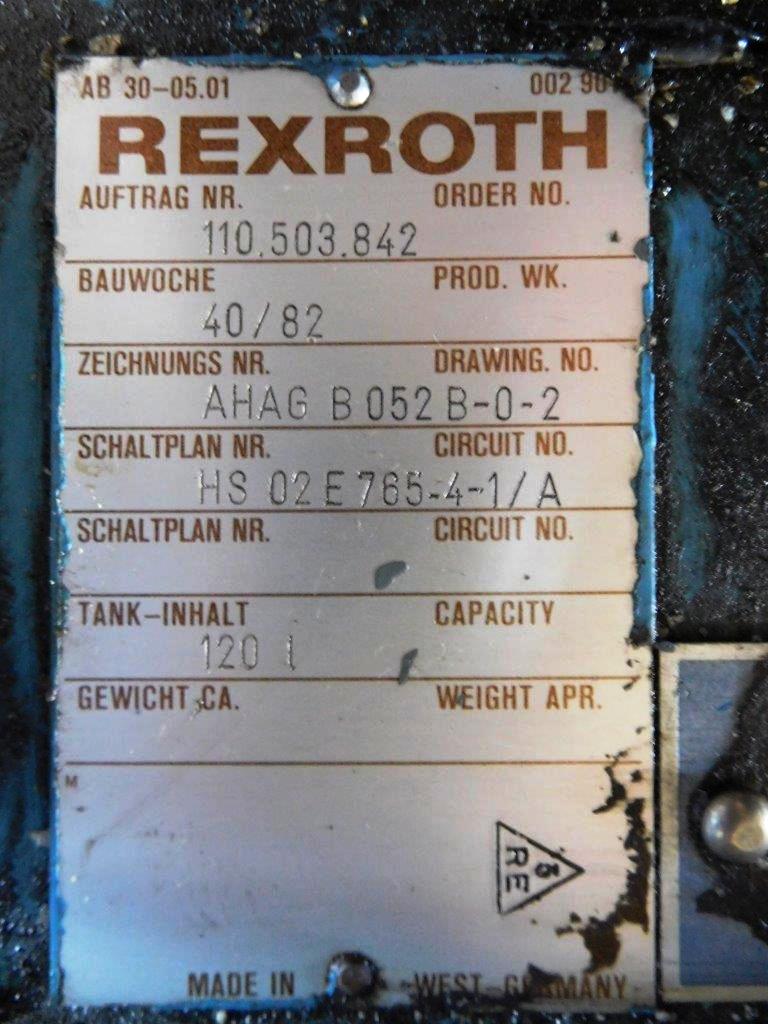 AB 30-05.01 002 90
REXROTH
AUFTRAG NR. ORDER NO.
110.503.842
BAUWOCHE PROD. WK.
40/82
ZEICHNUNGS NR. DRAWING. NO.
AHAG B 052 B-0-2
SCHALTPLAN NR. CIRCUIT NO.
HS 02 E 765-4-1/A
SCHALTPLAN NR. CIRCUIT NO.
TANK-INHALT CAPACITY
120 l
GEWICHT CA. WEIGHT APR.
M
RE
MADE IN WEST-GERMANY